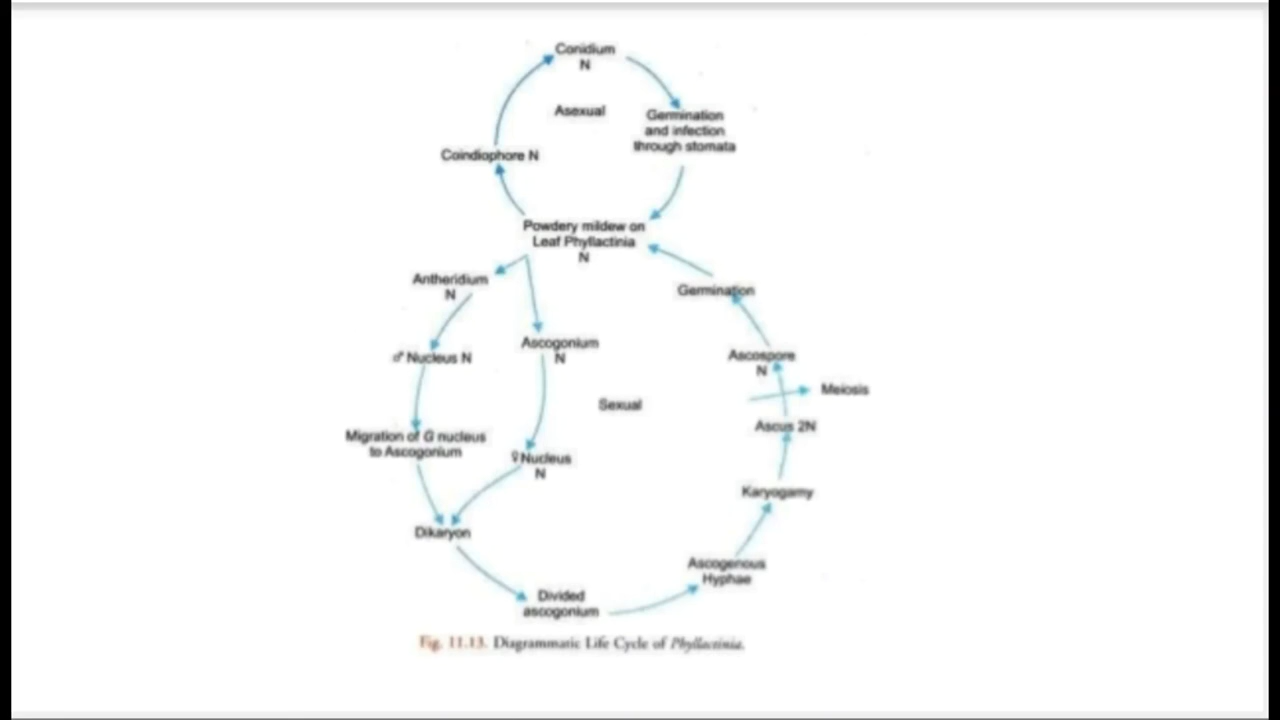 Conidium
N
Asexual
Germination
and infection
through stomata
Coindiophore N
Powdery mildew on
Leaf Phyllactinia
N
Antheridium
N
Germination
♂ Nucleus N
Ascogonium
N
Ascospore
N
Meiosis
Sexual
Ascus 2N
Migration of G nucleus
to Ascogonium
♀ Nucleus
N
Karyogamy
Dikaryon
Ascogenous
Hyphae
Divided
ascogonium
Fig. 11.13. Diagrammatic Life Cycle of Phyllactinia.